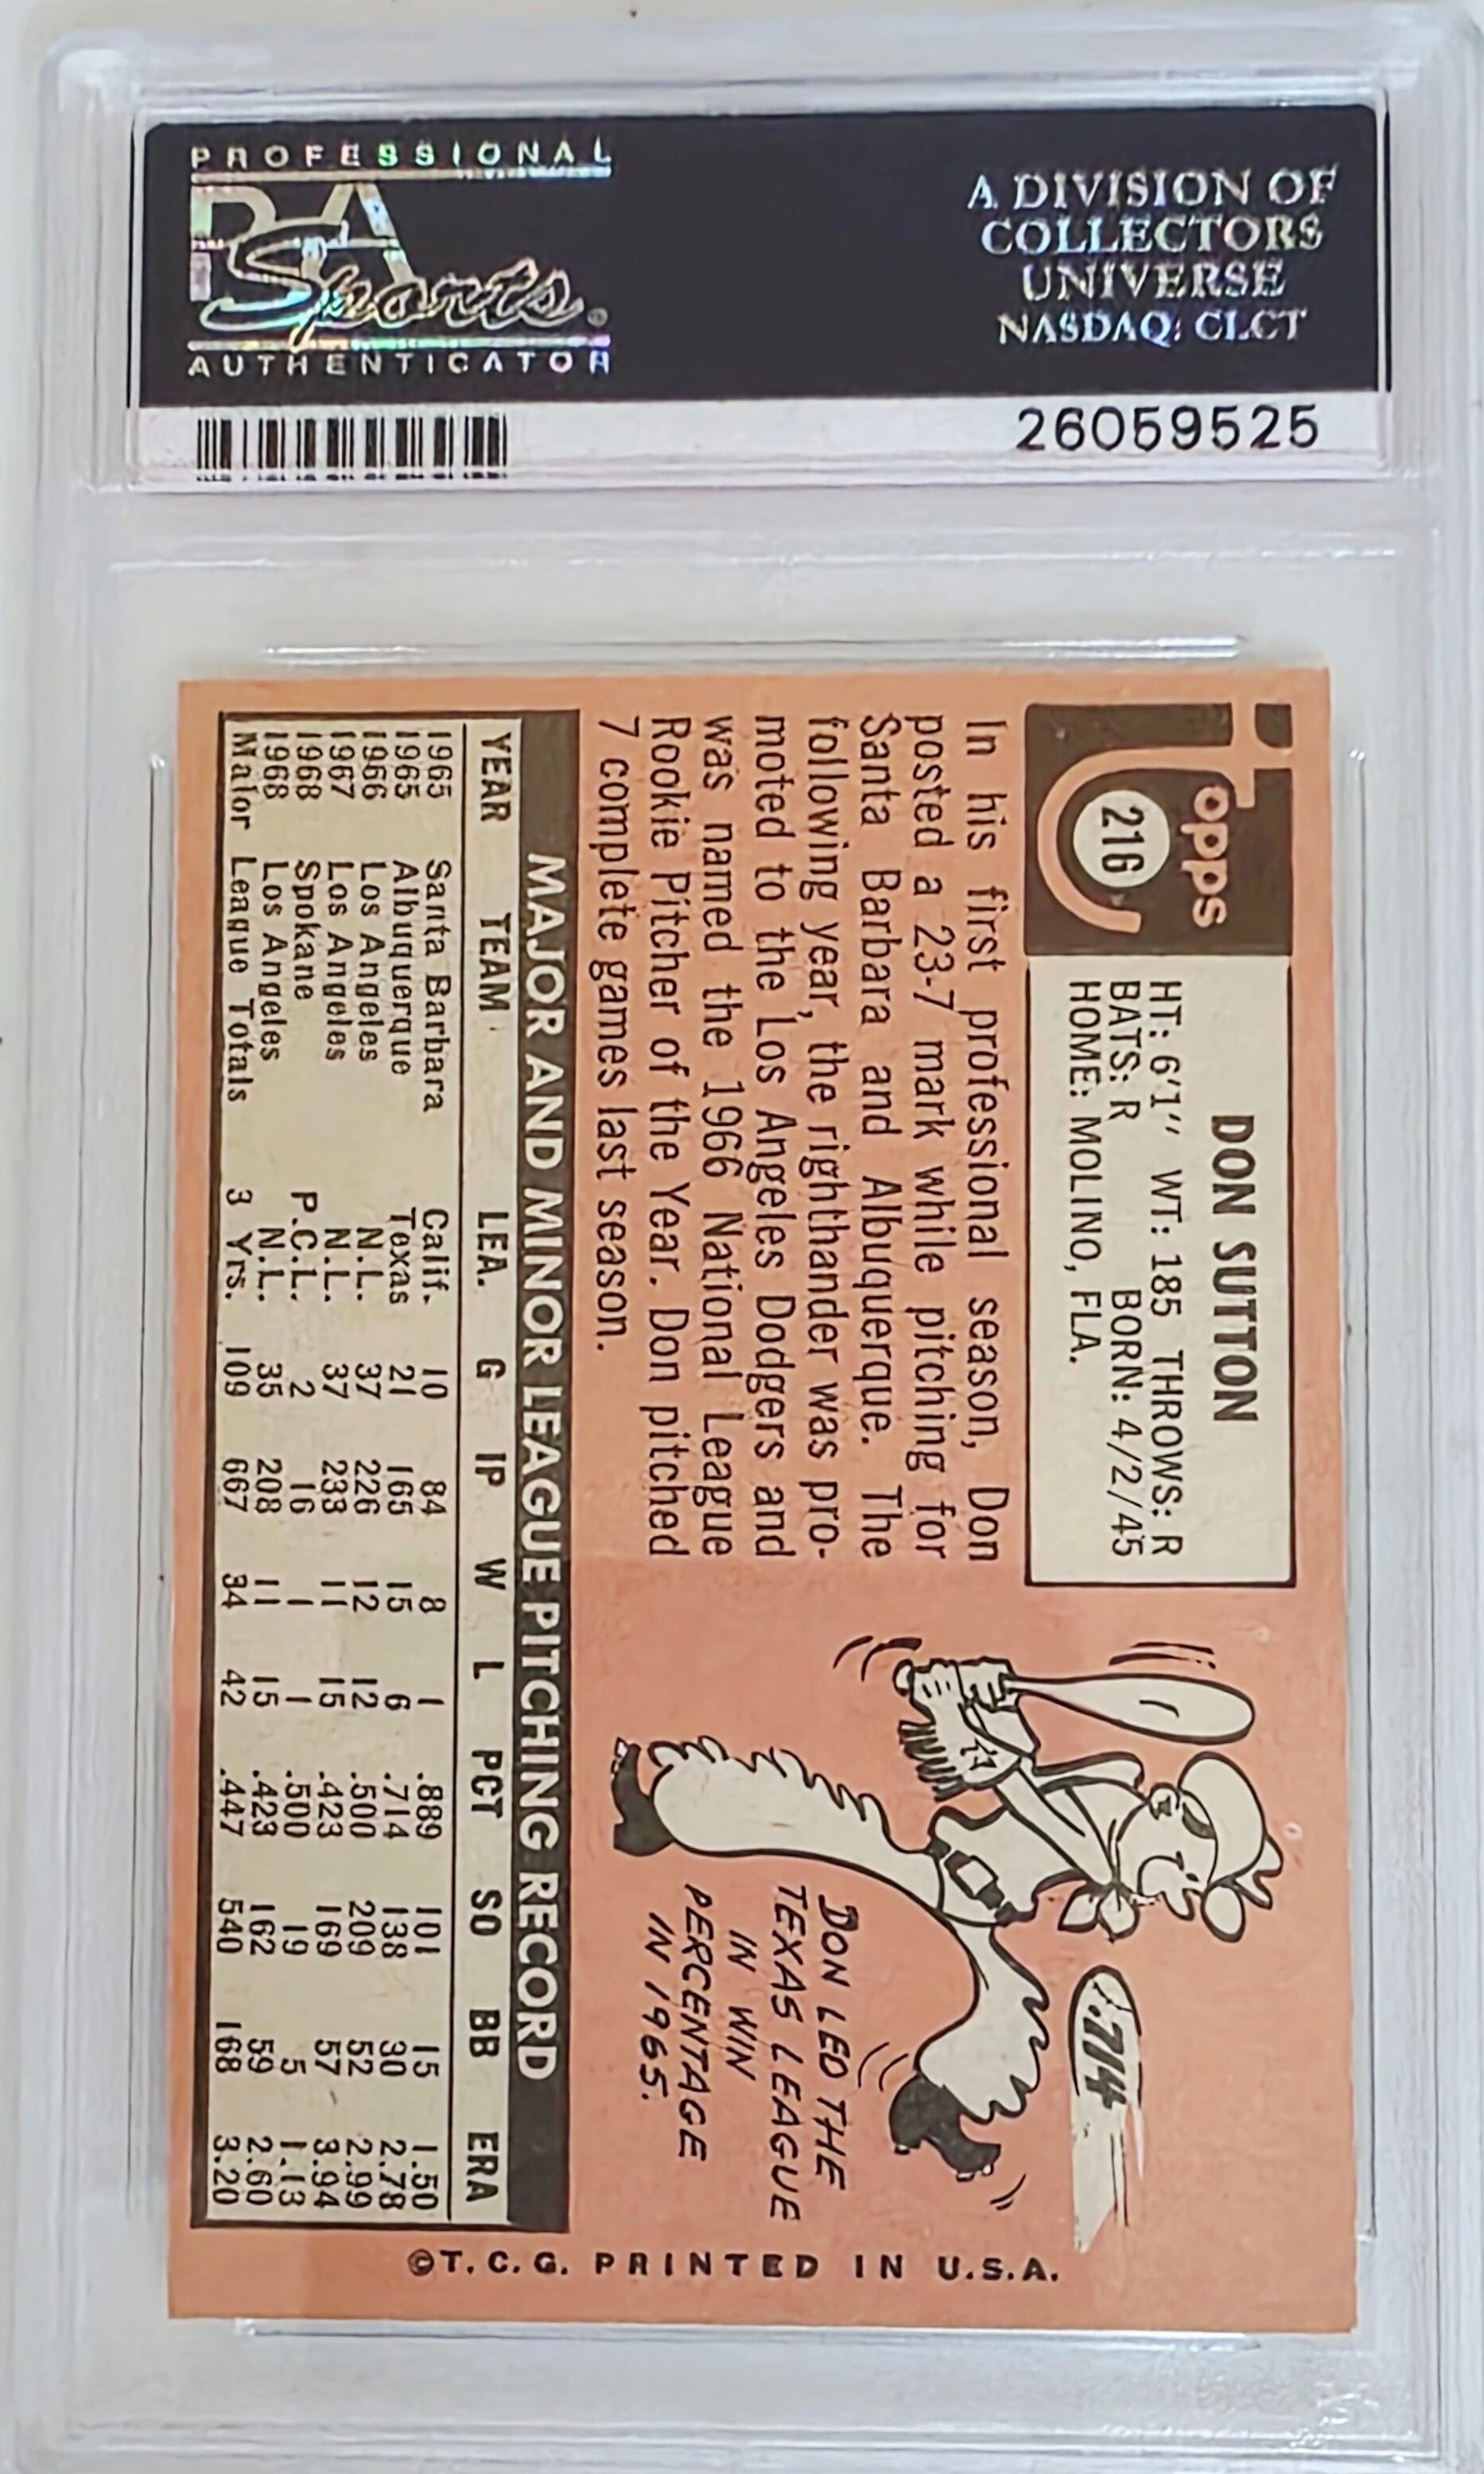 PROFESSIONAL
PSA
Sports
AUTHENTICATOR
A DIVISION OF
COLLECTORS
UNIVERSE
NASDAQ: CLCT
26059525
Topps
216
DON SUTTON
HT: 6'1" WT: 185 THROWS: R
BATS: R BORN: 4/2/45
HOME: MOLINO, FLA.
In his first professional season, Don
posted a 23-7 mark while pitching for
Santa Barbara and Albuquerque. The
following year, the righthander was pro-
moted to the Los Angeles Dodgers and
was named the 1966 National League
Rookie Pitcher of the Year. Don pitched
7 complete games last season.
.714
DON LED THE
TEXAS LEAGUE
IN WIN
PERCENTAGE
IN 1965.
MAJOR AND MINOR LEAGUE PITCHING RECORD
YEAR TEAM LEA. G IP W L PCT SO BB ERA
1965 Santa Barbara Calif. 10 84 8 1 .889 101 15 1.50
1965 Albuquerque Texas 21 165 15 6 .714 138 30 2.78
1966 Los Angeles N.L. 37 226 12 12 .500 209 52 2.99
1967 Los Angeles N.L. 37 233 11 15 .423 169 57 3.94
1968 Spokane P.C.L. 2 16 1 1 .500 19 5 1.13
1968 Los Angeles N.L. 35 208 11 15 .423 162 59 2.60
Major League Totals 3 Yrs. 109 667 34 42 .447 540 168 3.20
©T.C.G. PRINTED IN U.S.A.